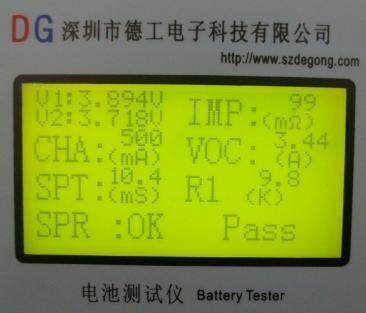 DG 深圳市德工电子科技有限公司
http://www.szdegong.com
V1:3.894V
V2:3.718V
IMP: 99 (mΩ)
CHA: 500 (mA)
VOC: 3.44 (A)
SPT: 10.4 (mS)
R1 9.8 (K)
SPR :OK Pass
电池测试仪 Battery Tester